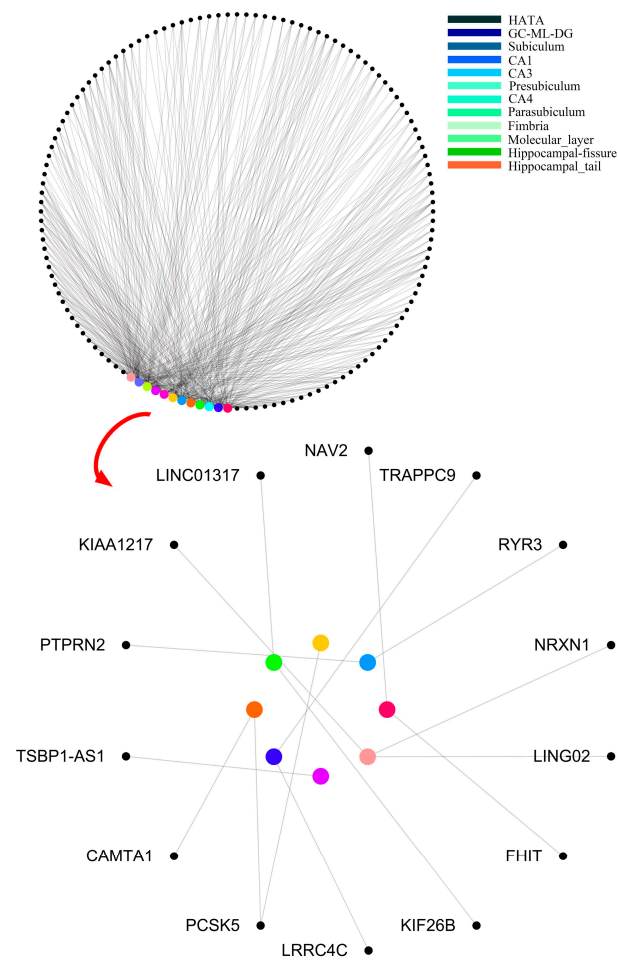 HATA
GC-ML-DG
Subiculum
CA1
CA3
Presubiculum
CA4
Parasubiculum
Fimbria
Molecular_layer
Hippocampal-fissure
Hippocampal_tail
NAV2
LINC01317
TRAPPC9
KIAA1217
RYR3
PTPRN2
NRXN1
TSBP1-AS1
LING02
CAMTA1
FHIT
PCSK5
KIF26B
LRRC4C